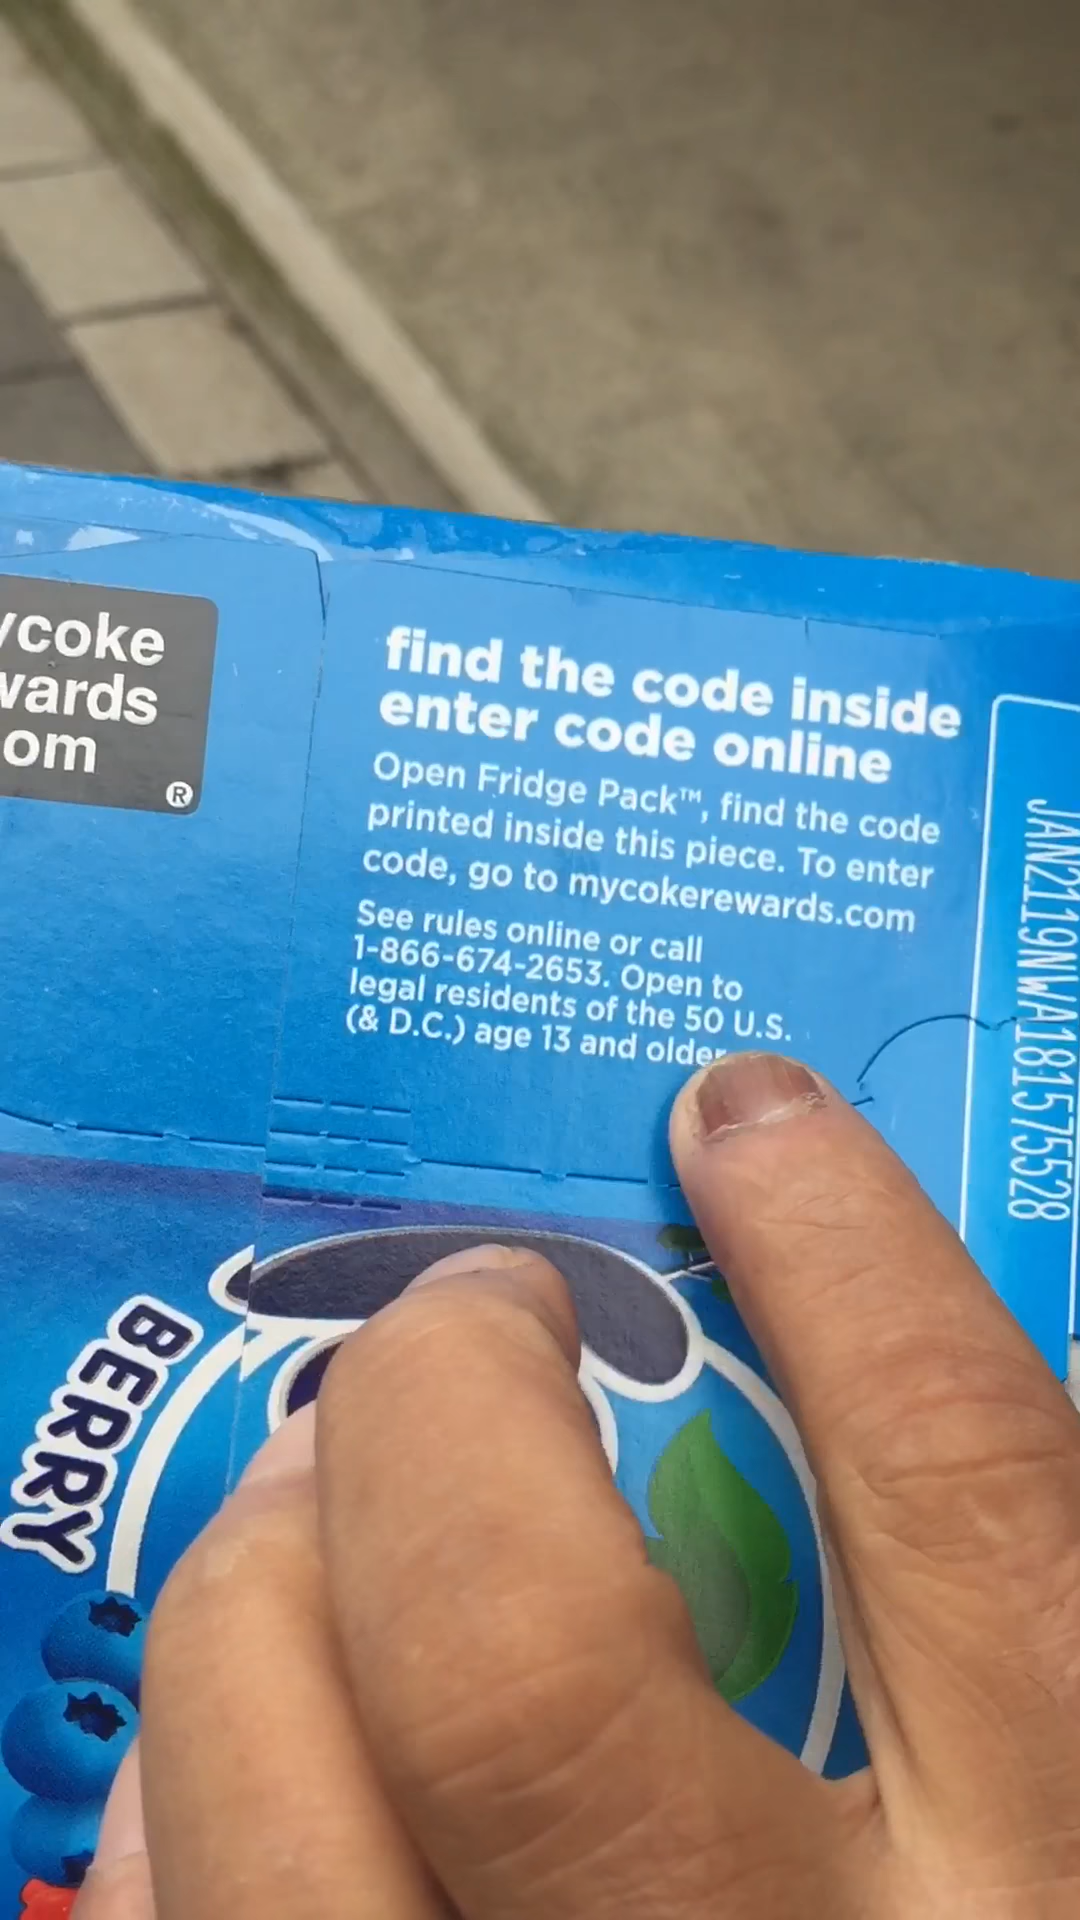 ycoke
wards
om
®
find the code inside
enter code online
Open Fridge Pack™, find the code
printed inside this piece. To enter
code, go to mycokerewards.com
See rules online or call
1-866-674-2653. Open to
legal residents of the 50 U.S.
(& D.C.) age 13 and older
JAN2119NWA181575528
BERRY